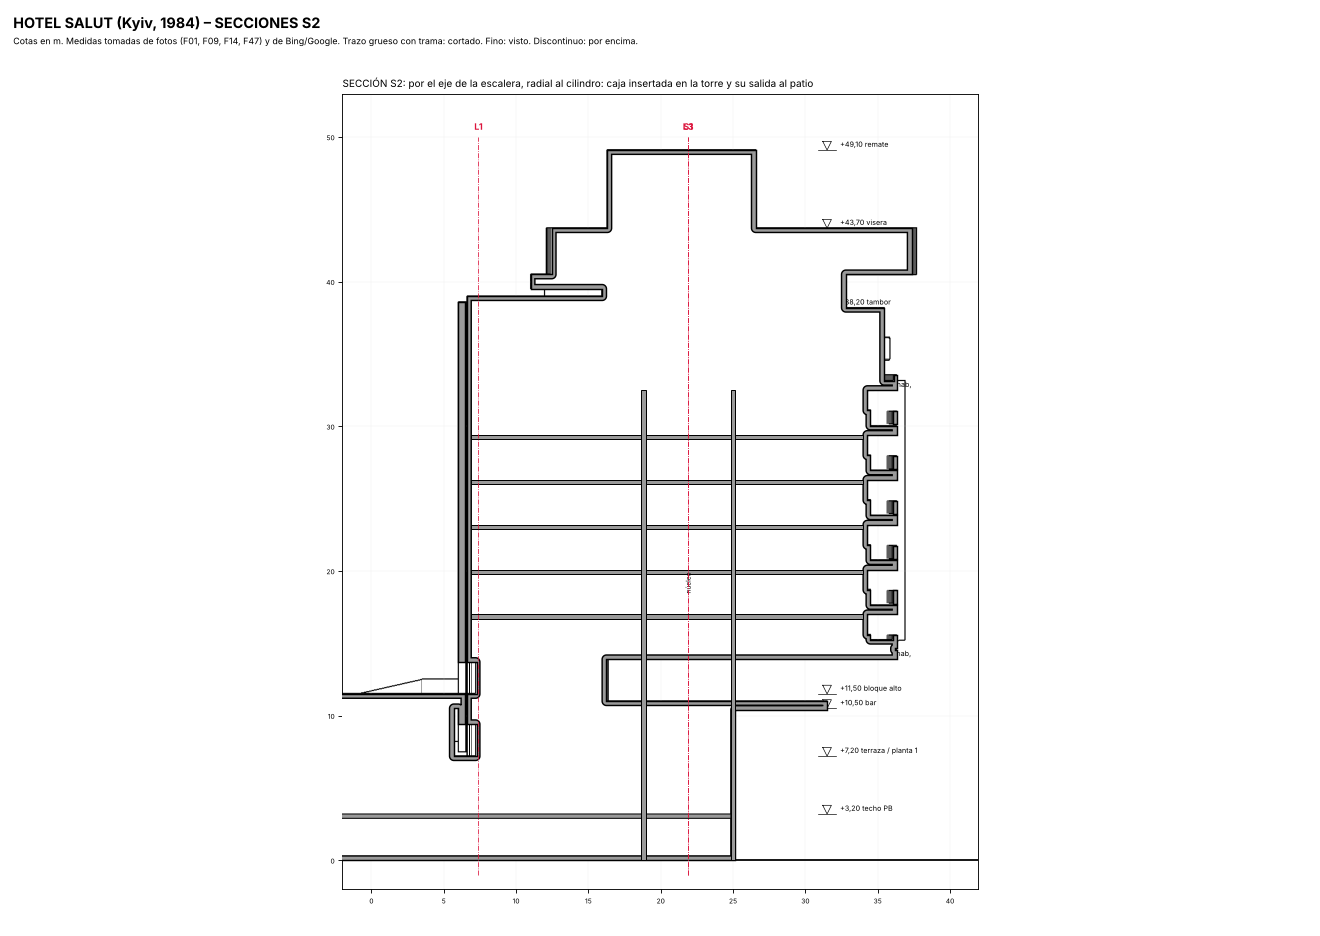 HOTEL SALUT (Kyiv, 1984) – SECCIONES S2
Cotas en m. Medidas tomadas de fotos (F01, F09, F14, F47) y de Bing/Google. Trazo grueso con trama: cortado. Fino: visto. Discontinuo: por encima.
SECCIÓN S2: por el eje de la escalera, radial al cilindro: caja insertada en la torre y su salida al patio
L1
50
+49,10 remate
+43,70 visera
40
38,20 tambor
hab,
30
20
núcleo
hab,
+11,50 bloque alto
+10,50 bar
10
+7,20 terraza / planta 1
+3,20 techo PB
0
0 5 10 15 20 25 30 35 40